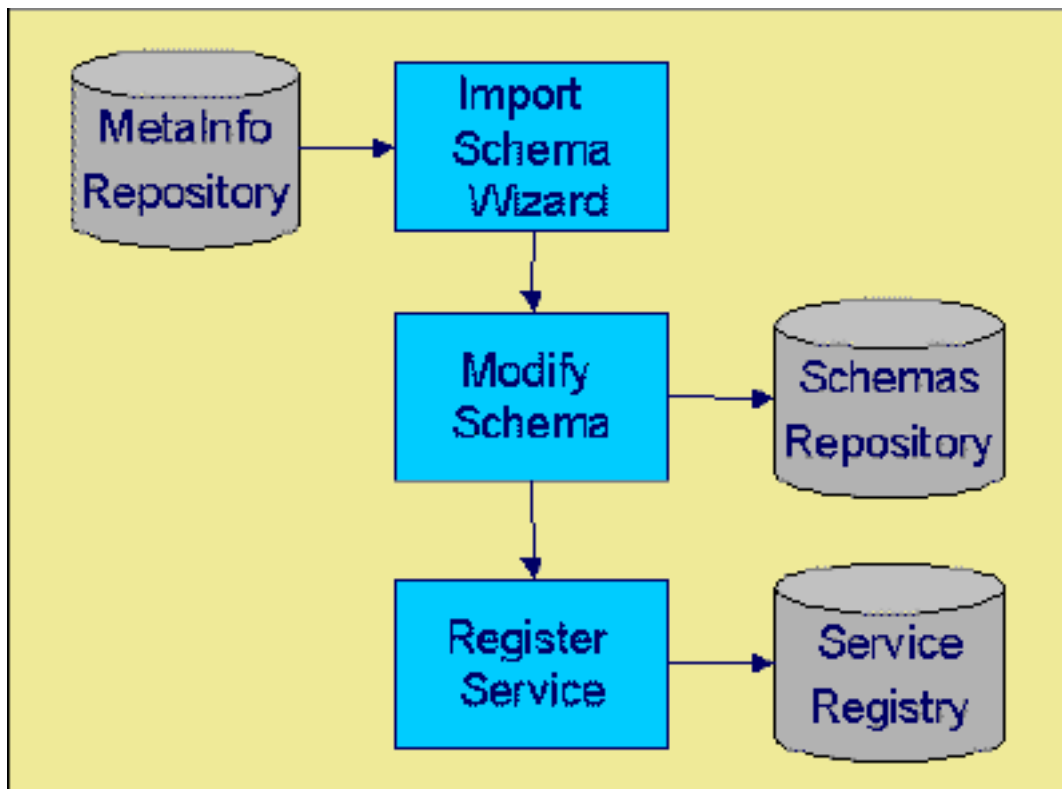 MetaInfo
Repository
Import
Schema
Wizard
Modify
Schema
Schemas
Repository
Register
Service
Service
Registry